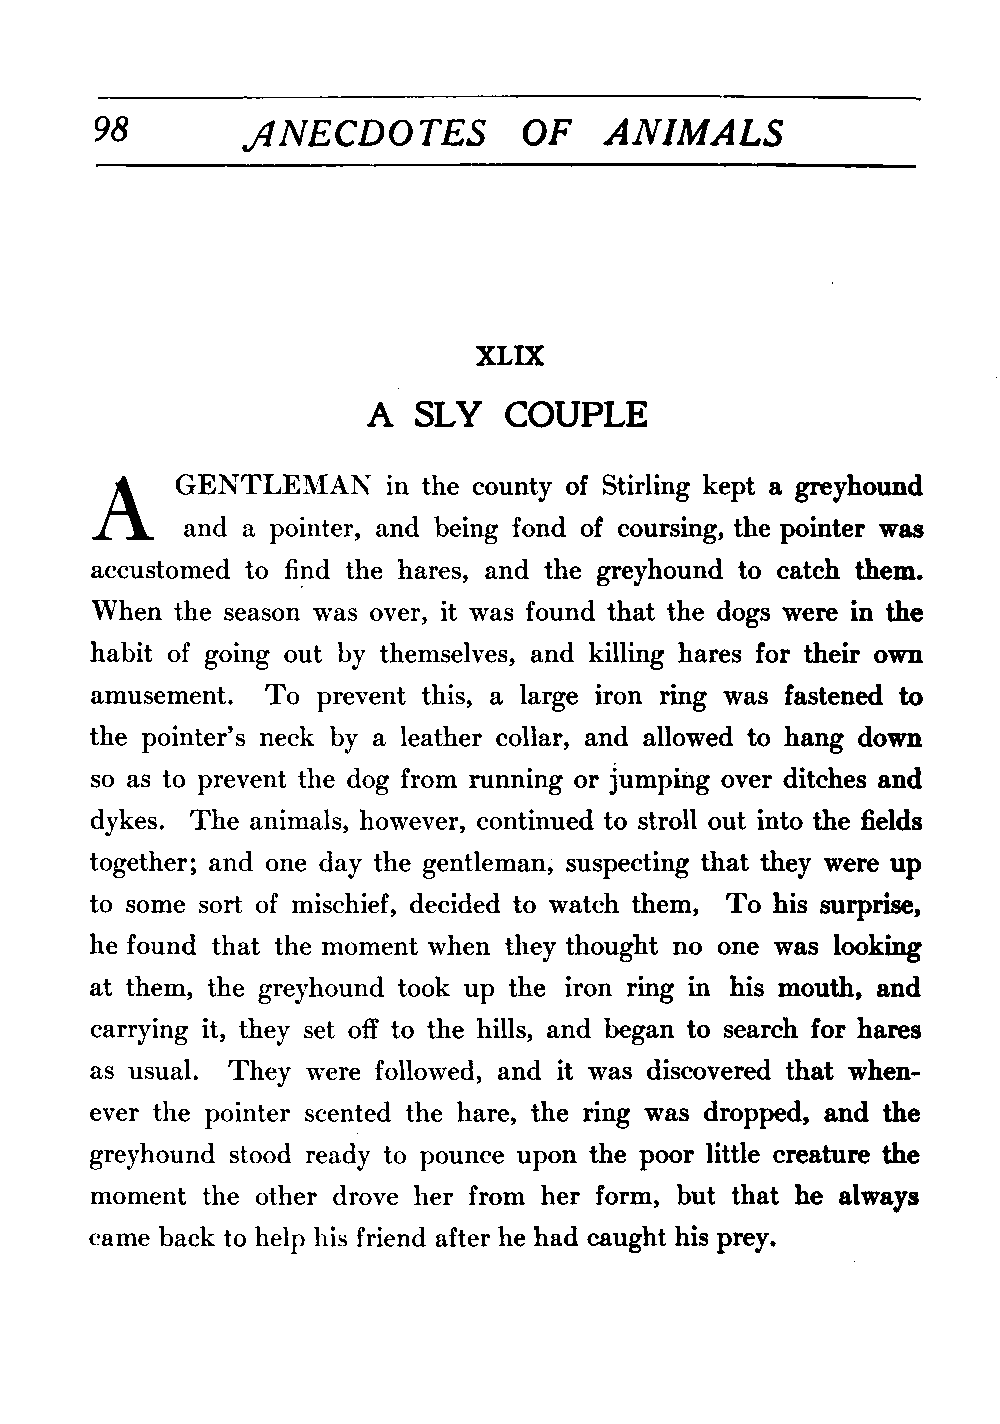 98 ANECDOTES OF ANIMALS
XLIX
A SLY COUPLE
A GENTLEMAN in the county of Stirling kept a greyhound
and a pointer, and being fond of coursing, the pointer was
accustomed to find the hares, and the greyhound to catch them.
When the season was over, it was found that the dogs were in the
habit of going out by themselves, and killing hares for their own
amusement. To prevent this, a large iron ring was fastened to
the pointer's neck by a leather collar, and allowed to hang down
so as to prevent the dog from running or jumping over ditches and
dykes. The animals, however, continued to stroll out into the fields
together; and one day the gentleman, suspecting that they were up
to some sort of mischief, decided to watch them, To his surprise,
he found that the moment when they thought no one was looking
at them, the greyhound took up the iron ring in his mouth, and
carrying it, they set off to the hills, and began to search for hares
as usual. They were followed, and it was discovered that when-
ever the pointer scented the hare, the ring was dropped, and the
greyhound stood ready to pounce upon the poor little creature the
moment the other drove her from her form, but that he always
came back to help his friend after he had caught his prey.